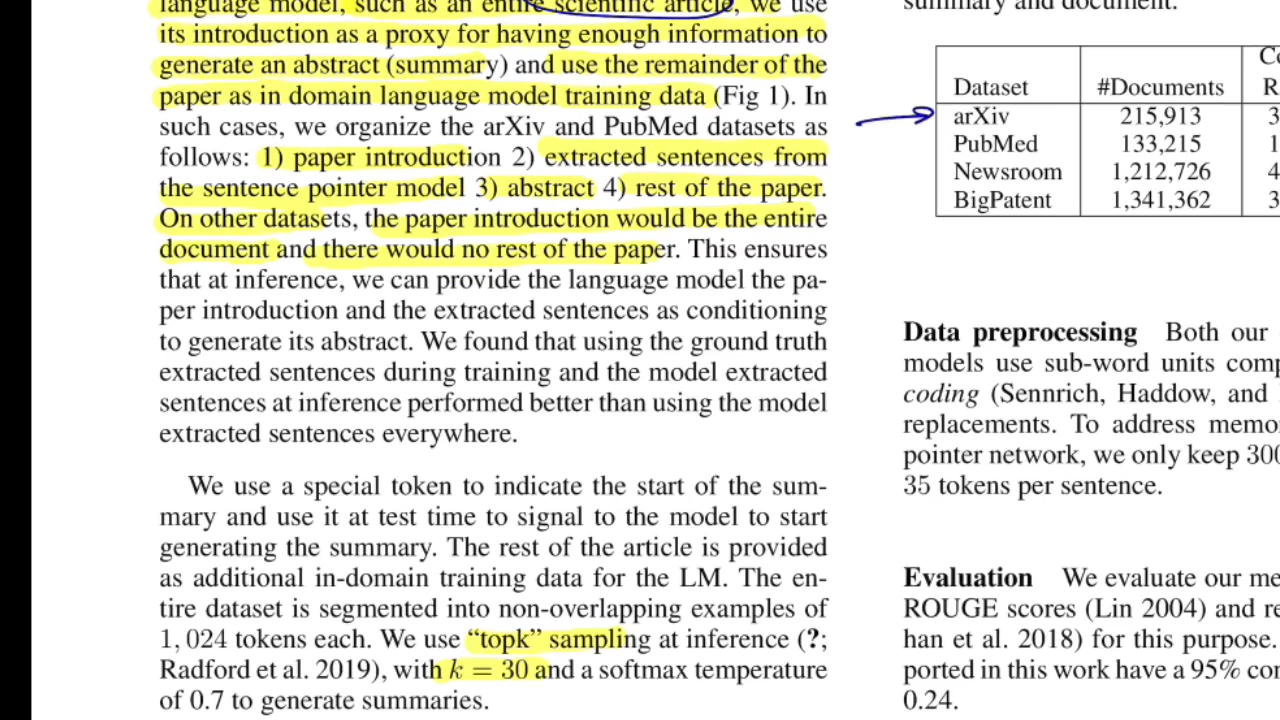 language model, such as an entire scientific article, we use
its introduction as a proxy for having enough information to
generate an abstract (summary) and use the remainder of the
paper as in domain language model training data (Fig 1). In
such cases, we organize the arXiv and PubMed datasets as
follows: 1) paper introduction 2) extracted sentences from
the sentence pointer model 3) abstract 4) rest of the paper.
On other datasets, the paper introduction would be the entire
document and there would no rest of the paper. This ensures
that at inference, we can provide the language model the pa-
per introduction and the extracted sentences as conditioning
to generate its abstract. We found that using the ground truth
extracted sentences during training and the model extracted
sentences at inference performed better than using the model
extracted sentences everywhere.
We use a special token to indicate the start of the sum-
mary and use it at test time to signal to the model to start
generating the summary. The rest of the article is provided
as additional in-domain training data for the LM. The en-
tire dataset is segmented into non-overlapping examples of
1, 024 tokens each. We use “topk” sampling at inference (?;
Radford et al. 2019), with k = 30 and a softmax temperature
of 0.7 to generate summaries.
summary and document.
Dataset #Documents R
arXiv 215,913 3
PubMed 133,215 1
Newsroom 1,212,726 4
BigPatent 1,341,362 3
Data preprocessing Both our
models use sub-word units comp
coding (Sennrich, Haddow, and
replacements. To address memo
pointer network, we only keep 300
35 tokens per sentence.
Evaluation We evaluate our me
ROUGE scores (Lin 2004) and re
han et al. 2018) for this purpose.
ported in this work have a 95% con
0.24.